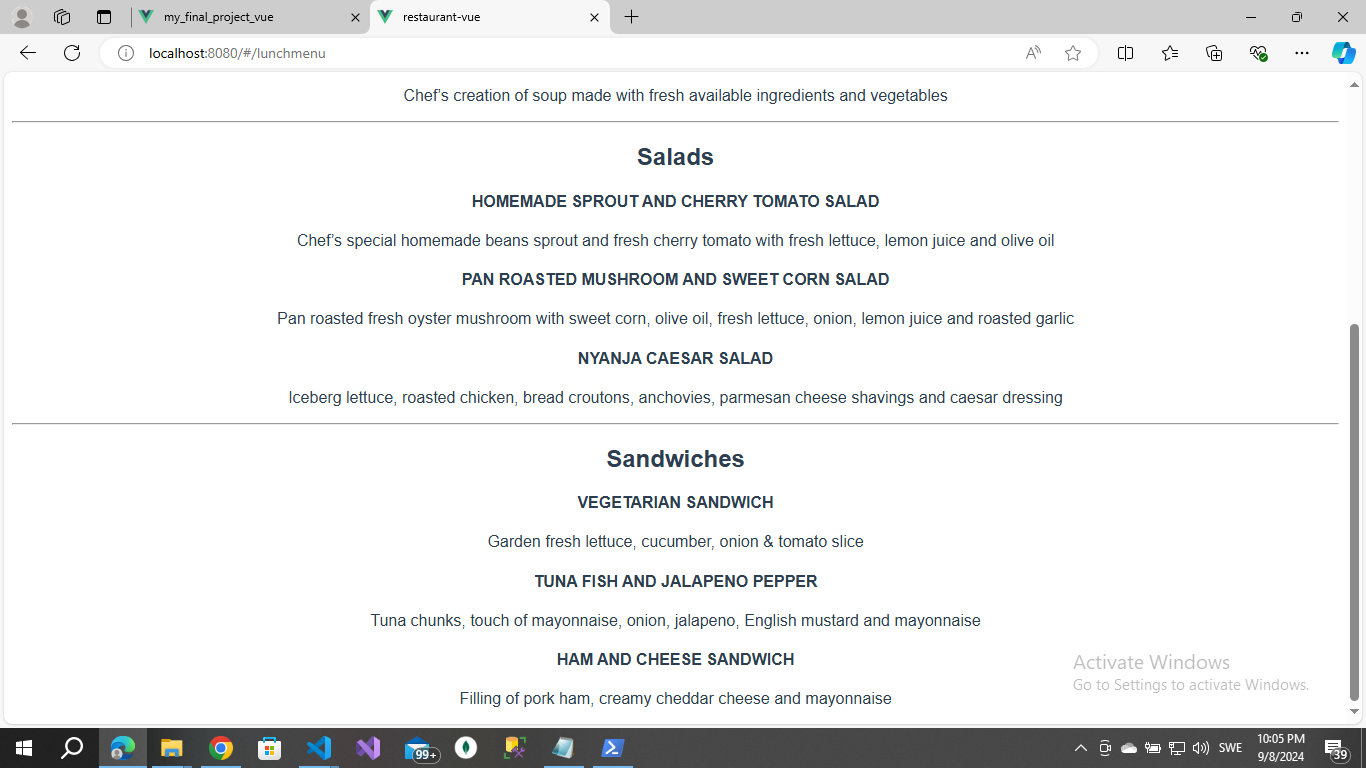 my_final_project_vue
restaurant-vue
localhost:8080/#/lunchmenu
Chef's creation of soup made with fresh available ingredients and vegetables
Salads
HOMEMADE SPROUT AND CHERRY TOMATO SALAD
Chef's special homemade beans sprout and fresh cherry tomato with fresh lettuce, lemon juice and olive oil
PAN ROASTED MUSHROOM AND SWEET CORN SALAD
Pan roasted fresh oyster mushroom with sweet corn, olive oil, fresh lettuce, onion, lemon juice and roasted garlic
NYANJA CAESAR SALAD
Iceberg lettuce, roasted chicken, bread croutons, anchovies, parmesan cheese shavings and caesar dressing
Sandwiches
VEGETARIAN SANDWICH
Garden fresh lettuce, cucumber, onion & tomato slice
TUNA FISH AND JALAPENO PEPPER
Tuna chunks, touch of mayonnaise, onion, jalapeno, English mustard and mayonnaise
HAM AND CHEESE SANDWICH
Filling of pork ham, creamy cheddar cheese and mayonnaise
Activate Windows
Go to Settings to activate Windows.
99+
SWE
10:05 PM
9/8/2024
39